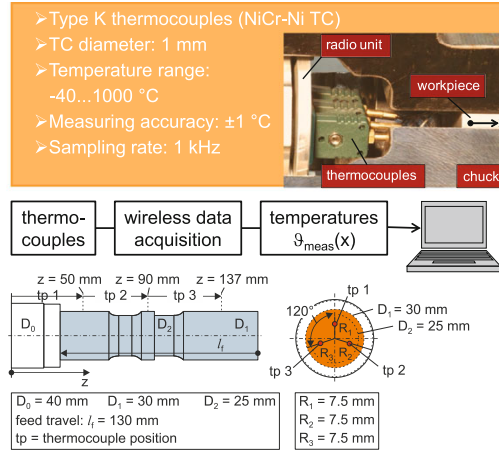 ➢Type K thermocouples (NiCr-Ni TC)
➢TC diameter: 1 mm
➢Temperature range:
-40...1000 °C
➢Measuring accuracy: ±1 °C
➢Sampling rate: 1 kHz
radio unit
workpiece
thermocouples
chuck
thermo-
couples
wireless data
acquisition
temperatures
ϑmeas(x)
z = 50 mm
z = 90 mm
z = 137 mm
tp 1
tp 2
tp 3
D0
D2
D1
lf
z
tp 1
120°
D1 = 30 mm
D2 = 25 mm
R1
R3
R2
tp 3
tp 2
D0 = 40 mm D1 = 30 mm D2 = 25 mm
feed travel: lf = 130 mm
tp = thermocouple position
R1 = 7.5 mm
R2 = 7.5 mm
R3 = 7.5 mm